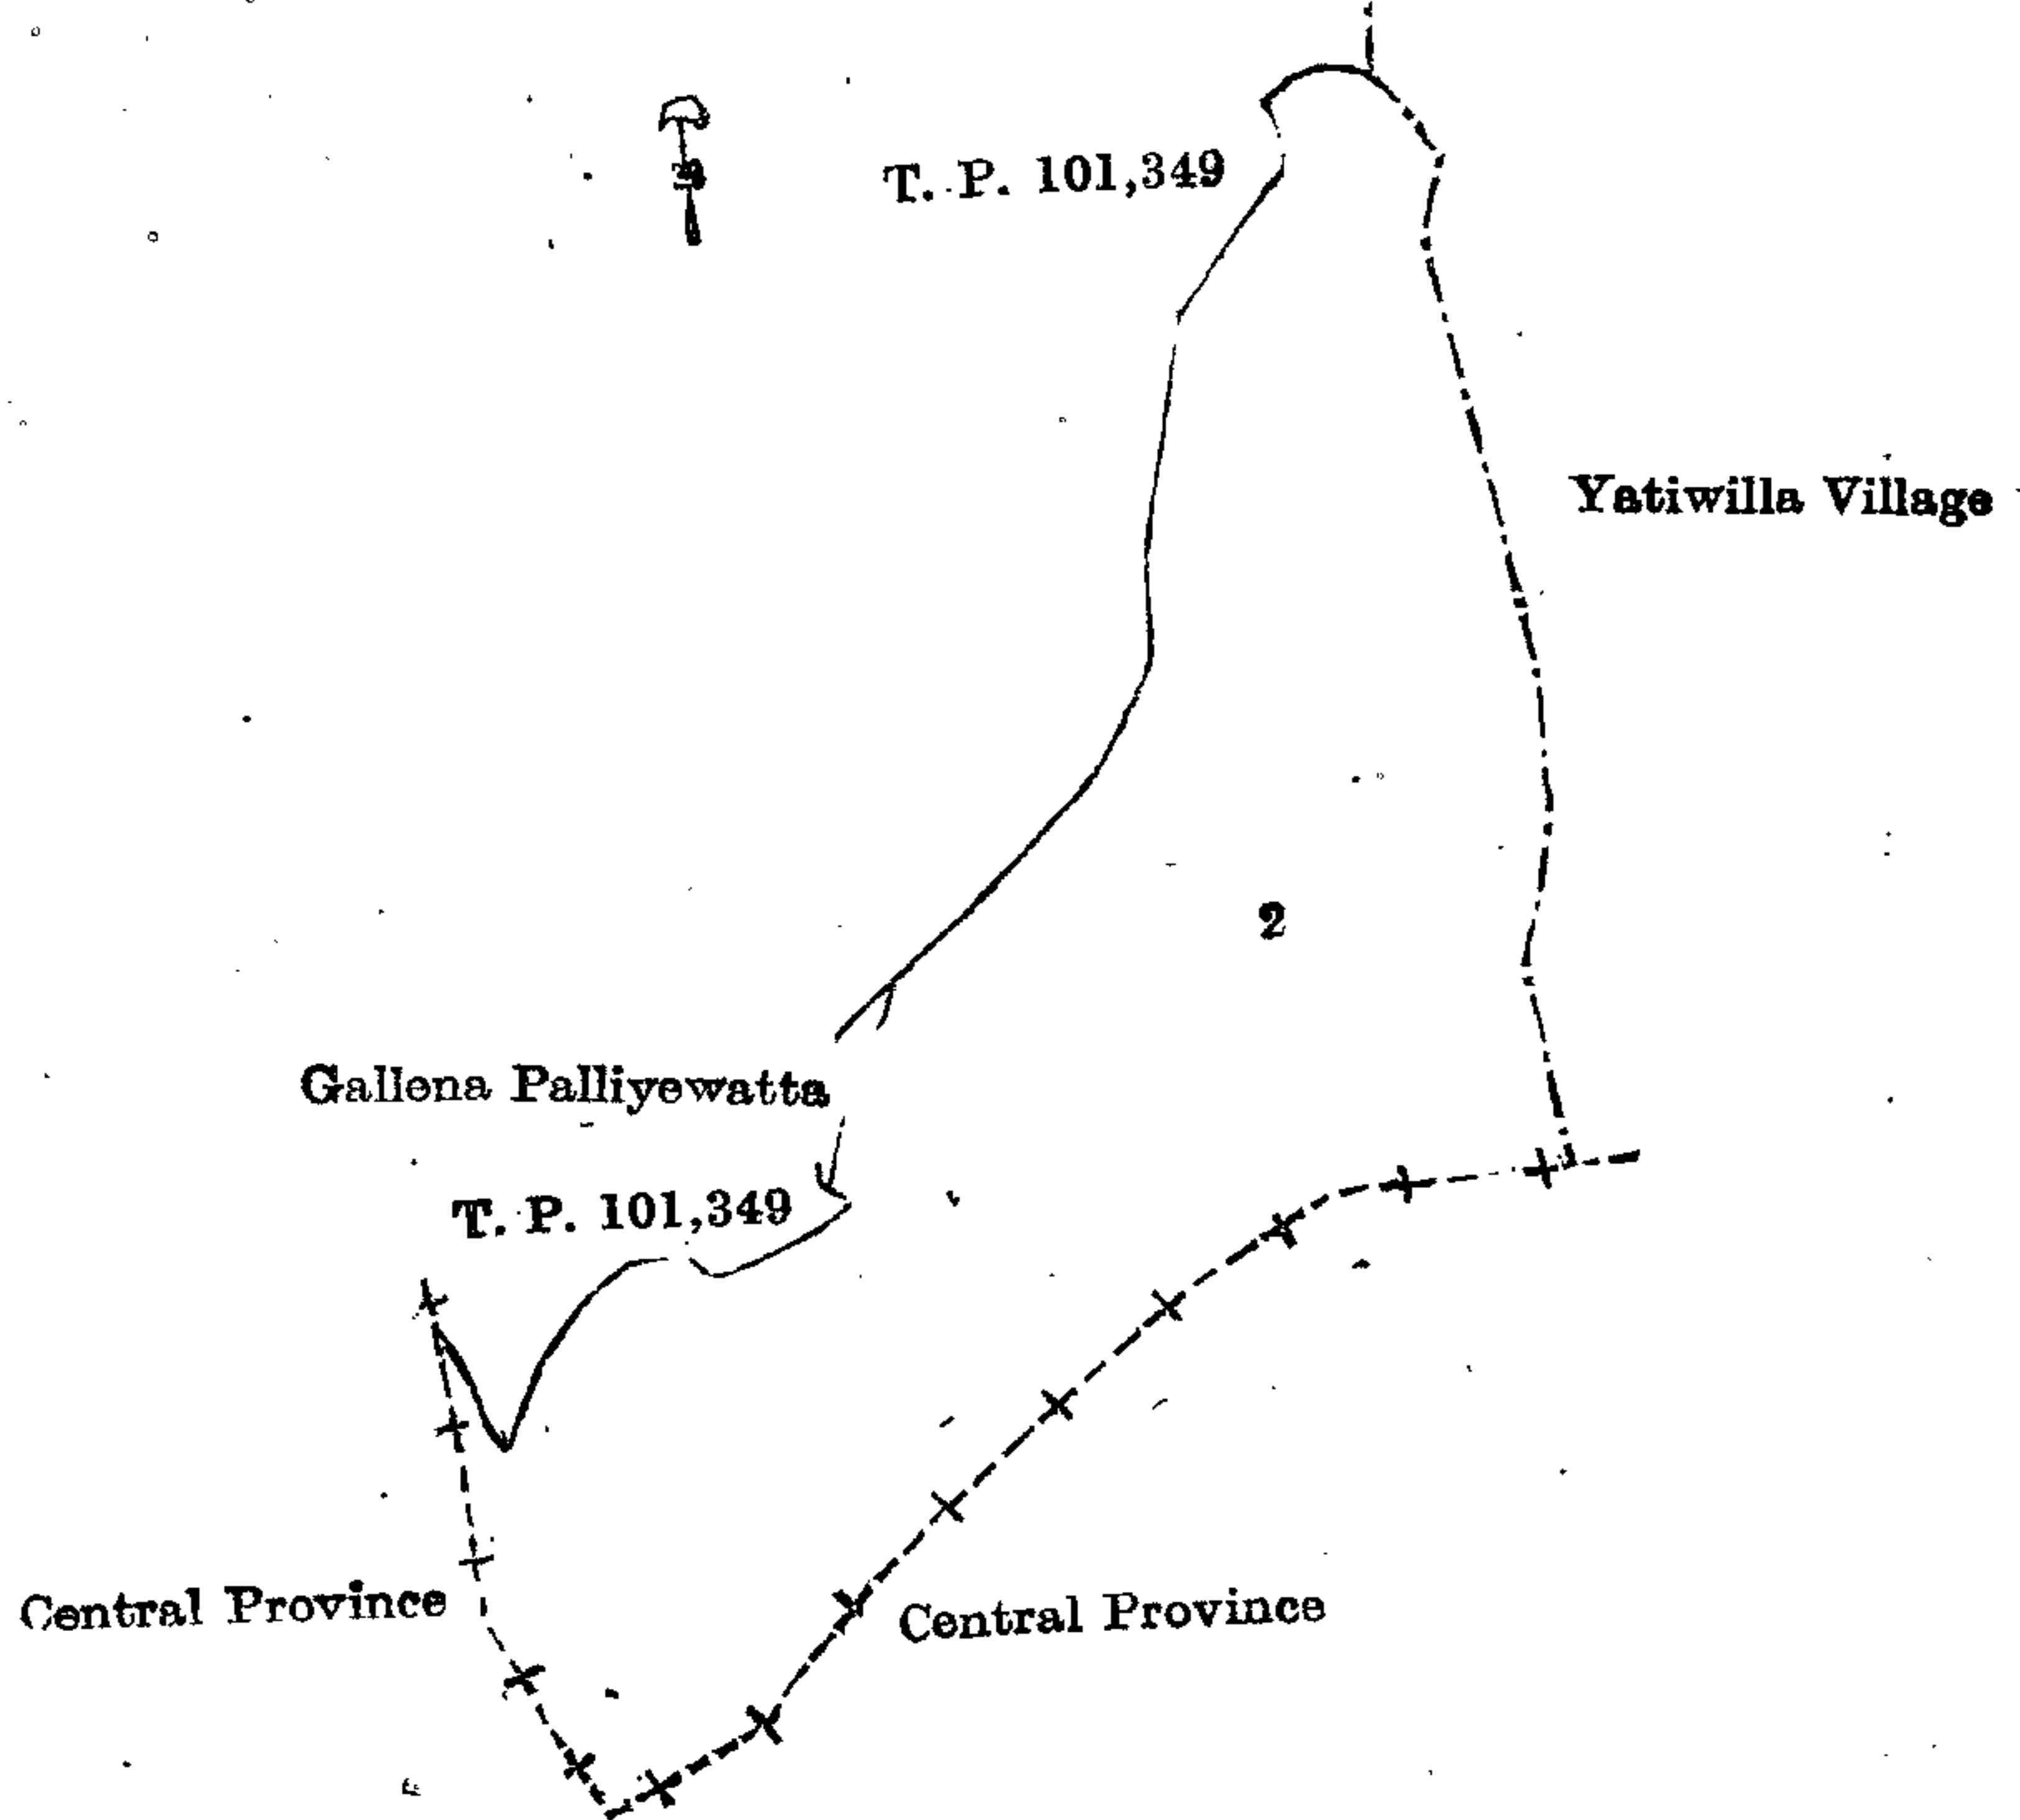 T. P. 101,349
Yatiwilla Village
2
Gallena Palliyewatta
T. P. 101,349
Central Province
Central Province